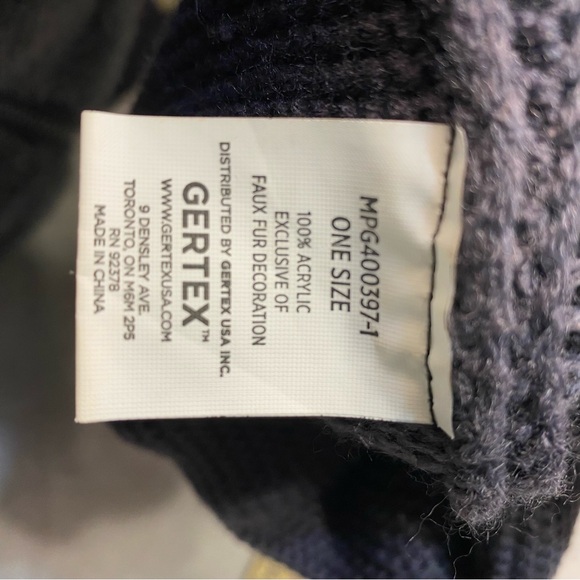 MPG400397-1
ONE SIZE
100% ACRYLIC
EXCLUSIVE OF
FAUX FUR DECORATION
DISTRIBUTED BY GERTEX USA INC.
GERTEX™
WWW.GERTEXUSA.COM
9 DENSLEY AVE.
TORONTO, ON M6M 2P5
RN 92378
MADE IN CHINA